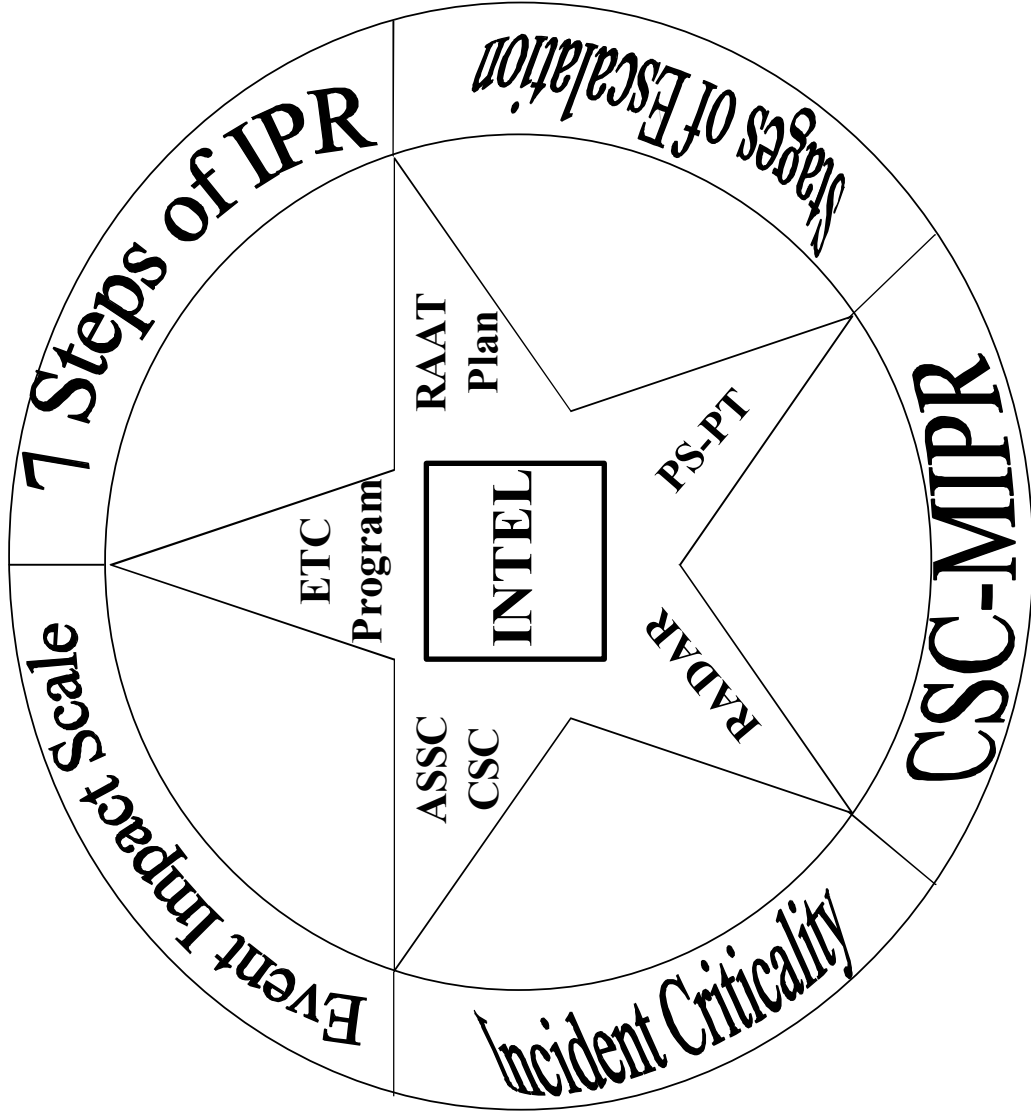 Event Impact Scale
7 Steps of IPR
Stages of Escalation
CSC-MIPR
Incident Criticality
ETC
Program
ASSC
CSC
RAAT
Plan
INTEL
RADAR
PS-PT